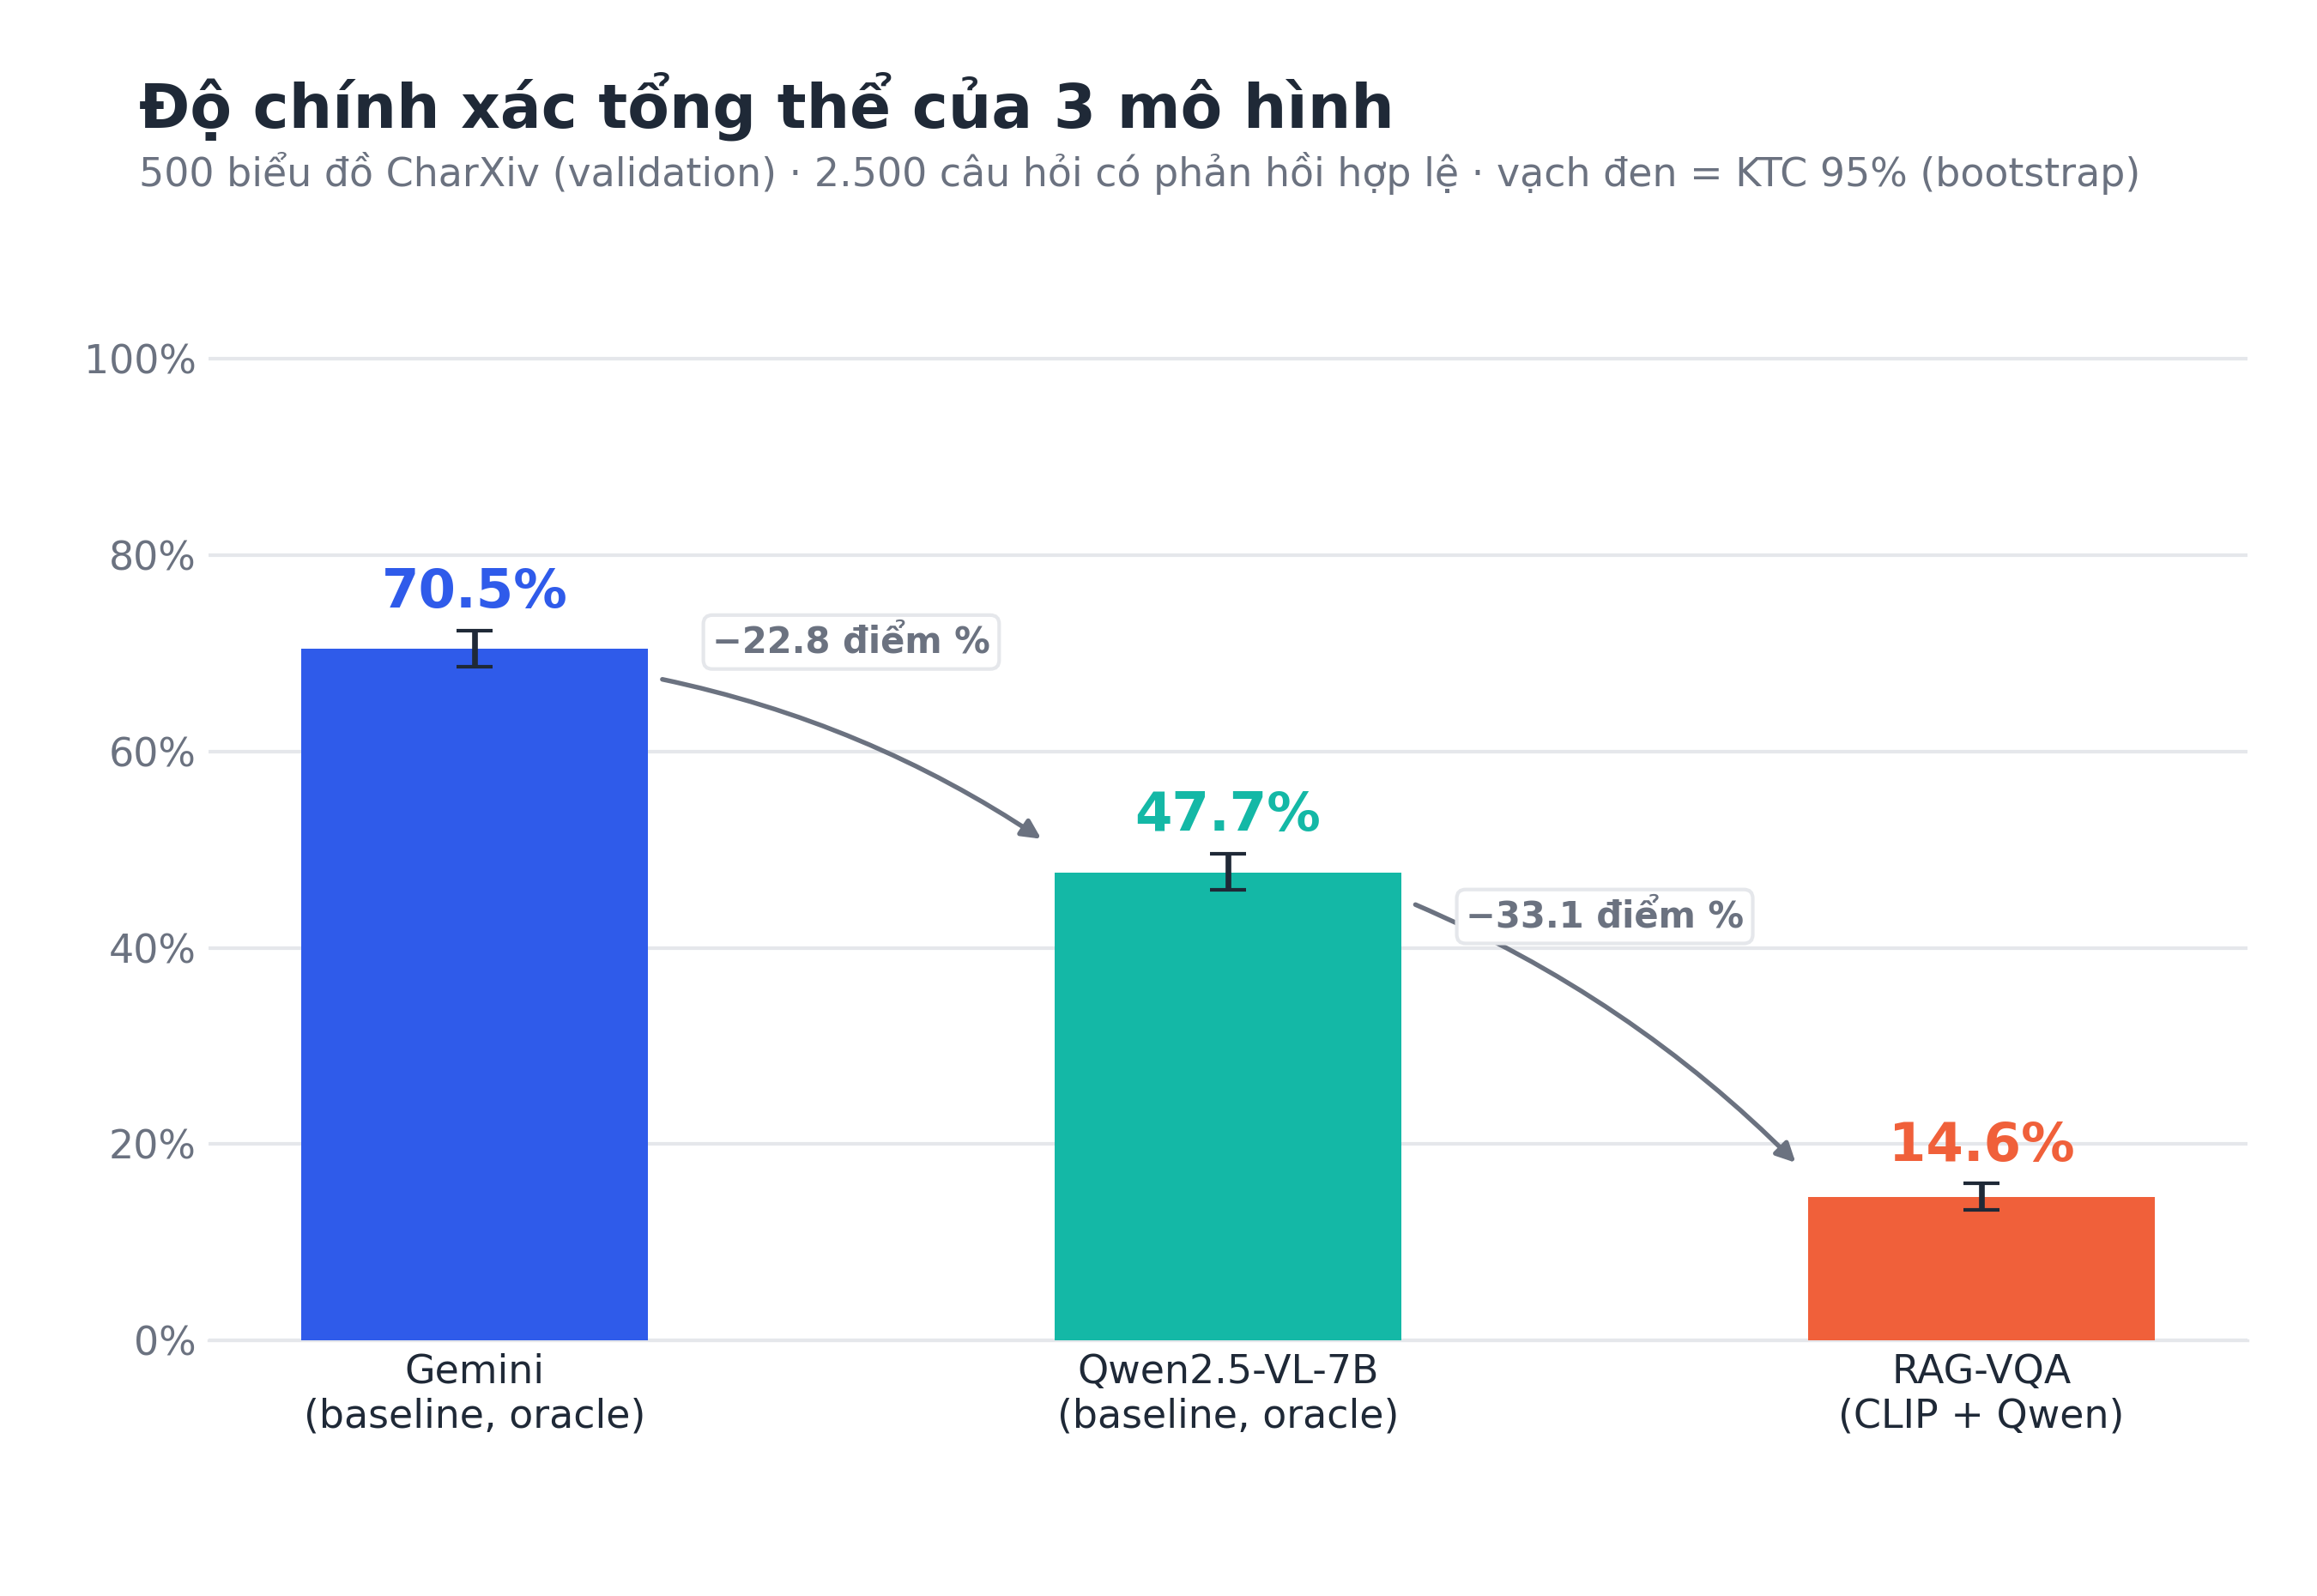 Độ chính xác tổng thể của 3 mô hình
500 biểu đồ CharXiv (validation) · 2.500 câu hỏi có phản hồi hợp lệ · vạch đen = KTC 95% (bootstrap)
100%
80%
60%
40%
20%
0%
70.5%
−22.8 điểm %
47.7%
−33.1 điểm %
14.6%
Gemini
(baseline, oracle)
Qwen2.5-VL-7B
(baseline, oracle)
RAG-VQA
(CLIP + Qwen)